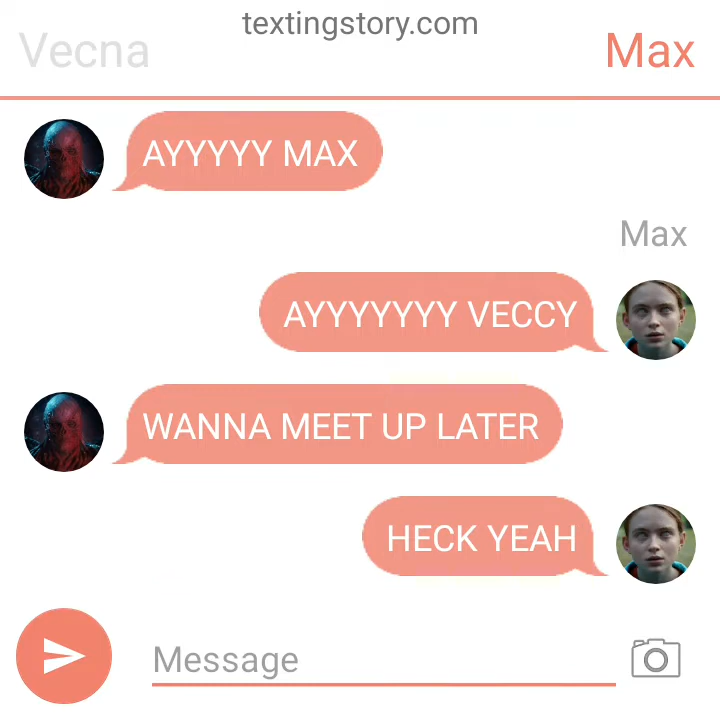 textingstory.com
Vecna
Max
AYYYYY MAX
Max
AYYYYYYY VECCY
WANNA MEET UP LATER
HECK YEAH
Message